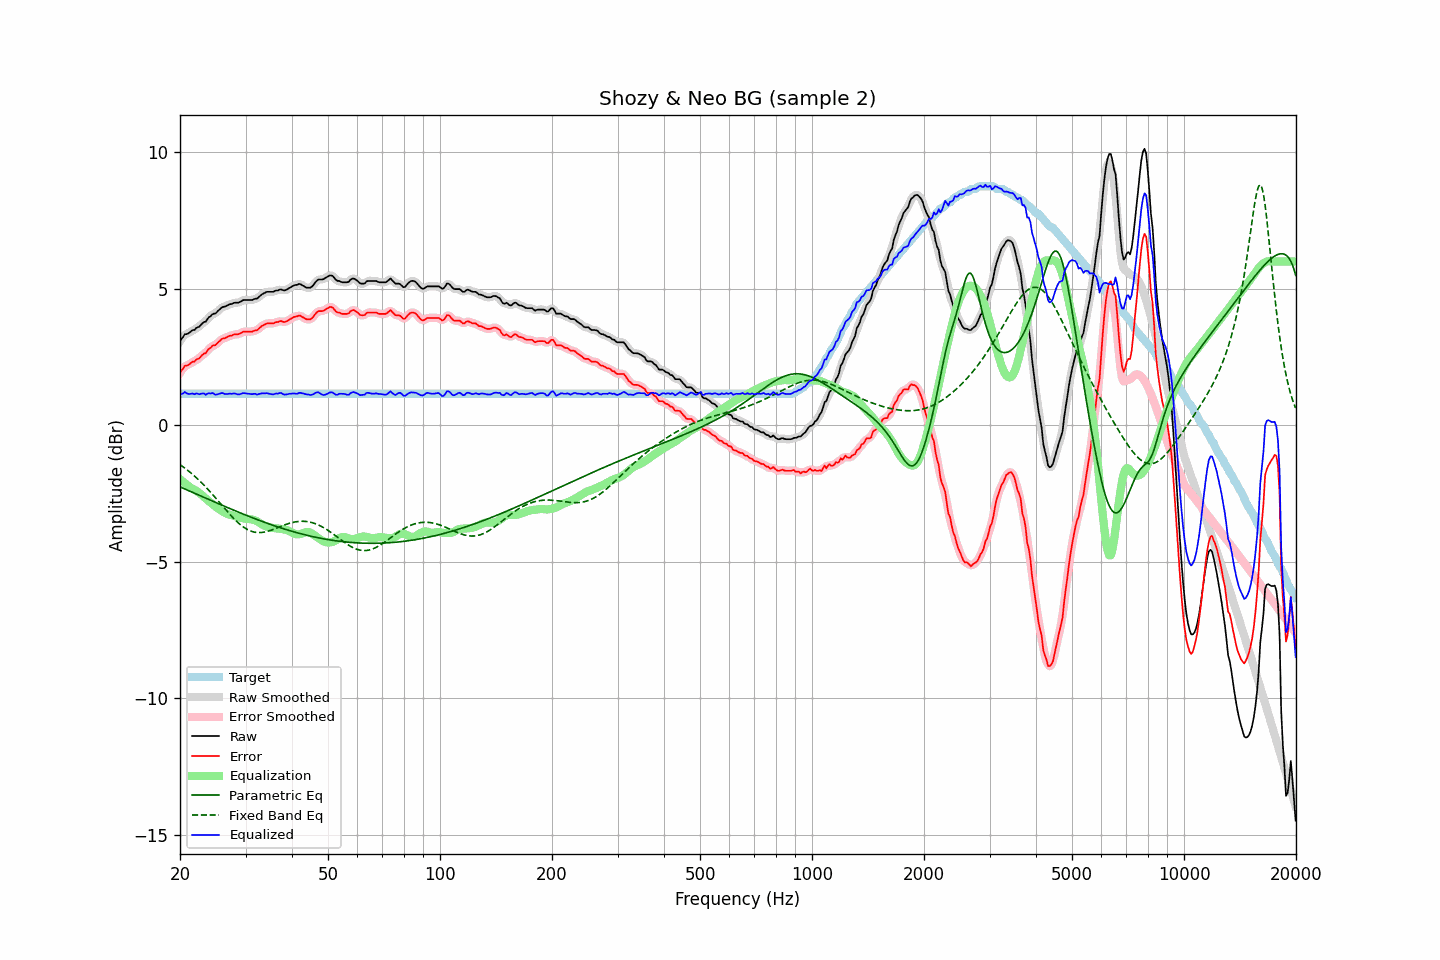 Shozy & Neo BG (sample 2)
10
5
0
−5
−10
−15
Amplitude (dBr)
Target
Raw Smoothed
Error Smoothed
Raw
Error
Equalization
Parametric Eq
Fixed Band Eq
Equalized
20 50 100 200 500 1000 2000 5000 10000 20000
Frequency (Hz)